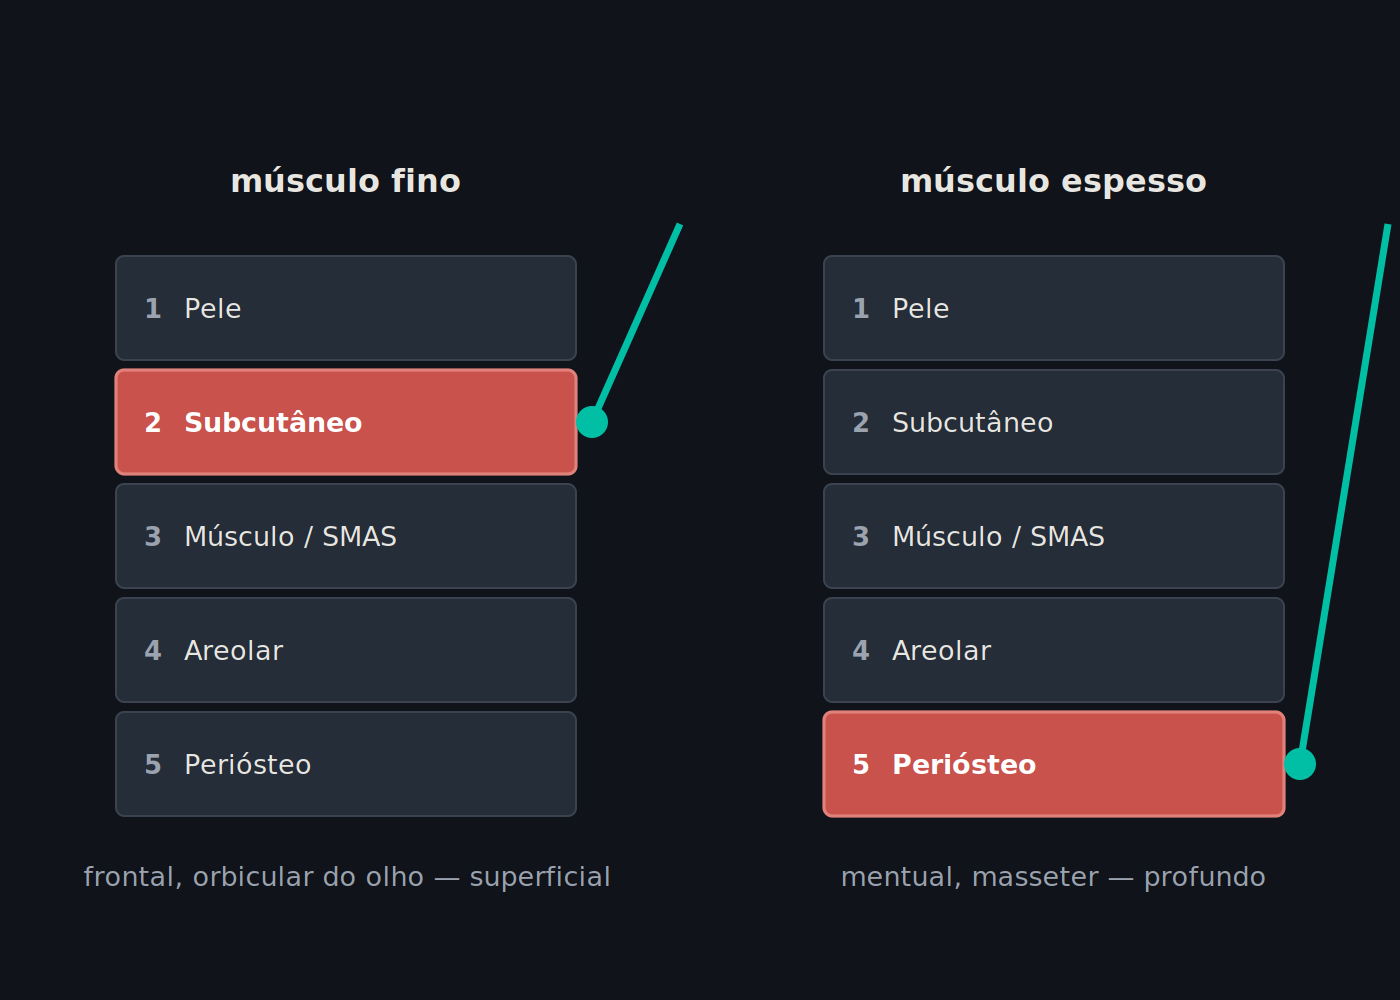 músculo fino
1 Pele
2 Subcutâneo
3 Músculo / SMAS
4 Areolar
5 Periósteo
frontal, orbicular do olho — superficial
músculo espesso
1 Pele
2 Subcutâneo
3 Músculo / SMAS
4 Areolar
5 Periósteo
mentual, masseter — profundo